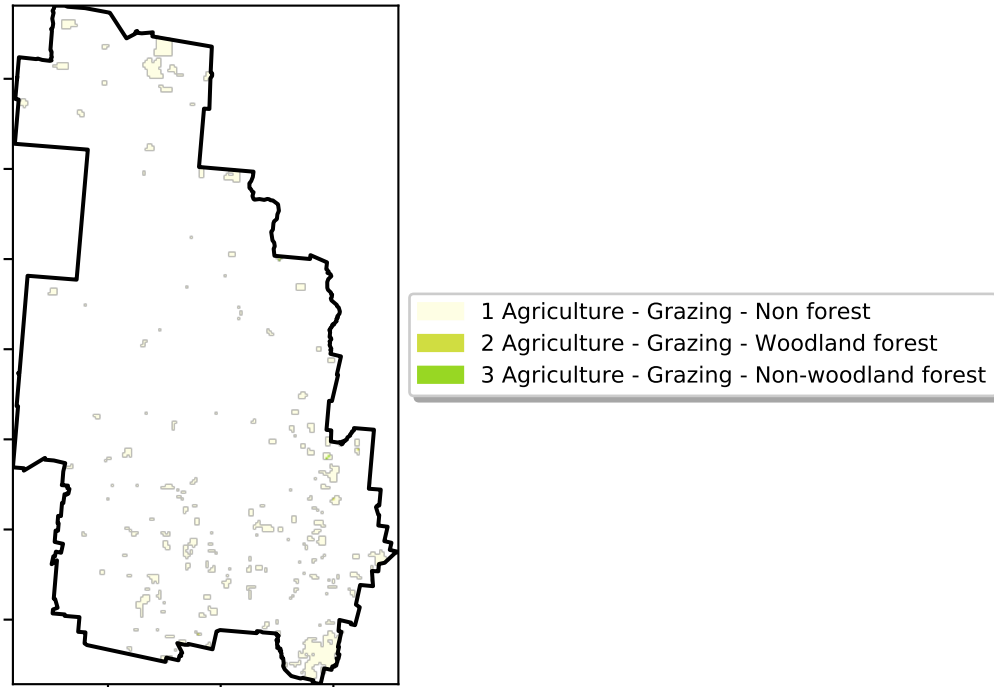 1 Agriculture - Grazing - Non forest
2 Agriculture - Grazing - Woodland forest
3 Agriculture - Grazing - Non-woodland forest